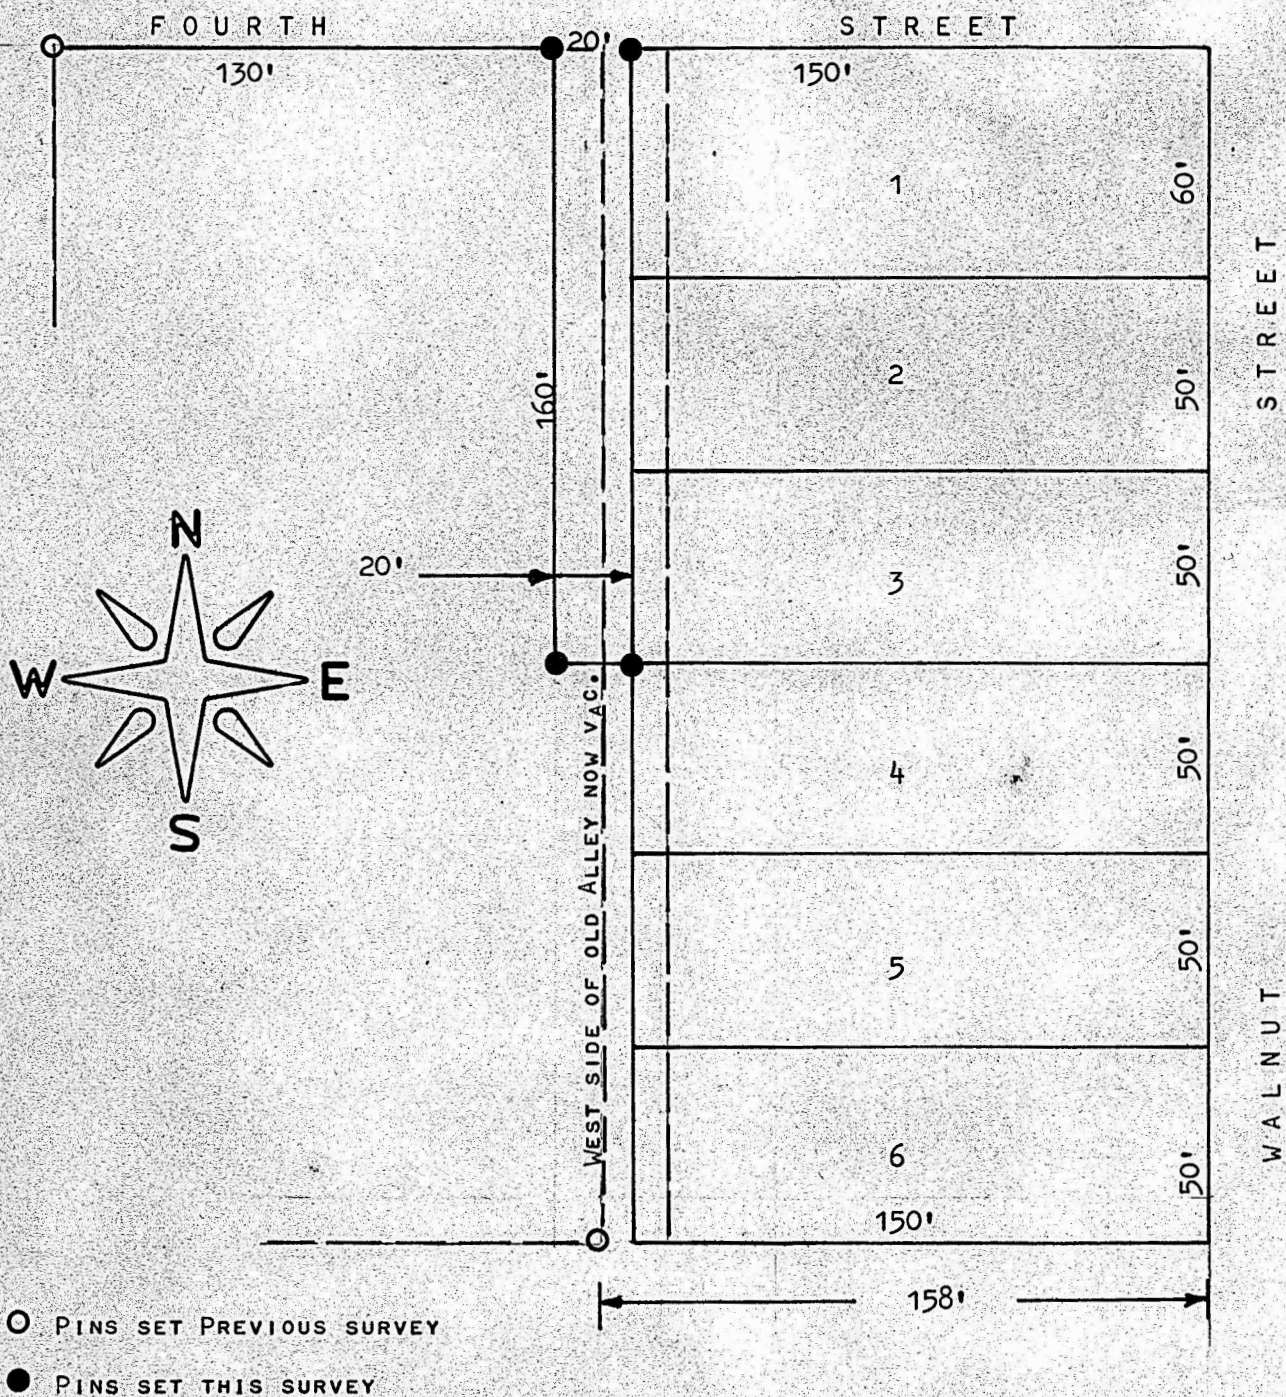 FOURTH STREET
20'
130'
150'
1
60'
STREET
2
50'
160'
N
20'
3
50'
W
E
WEST SIDE OF OLD ALLEY NOW VAC.
4
50'
S
5
50'
WALNUT
6
50'
150'
158'
PINS SET PREVIOUS SURVEY
PINS SET THIS SURVEY